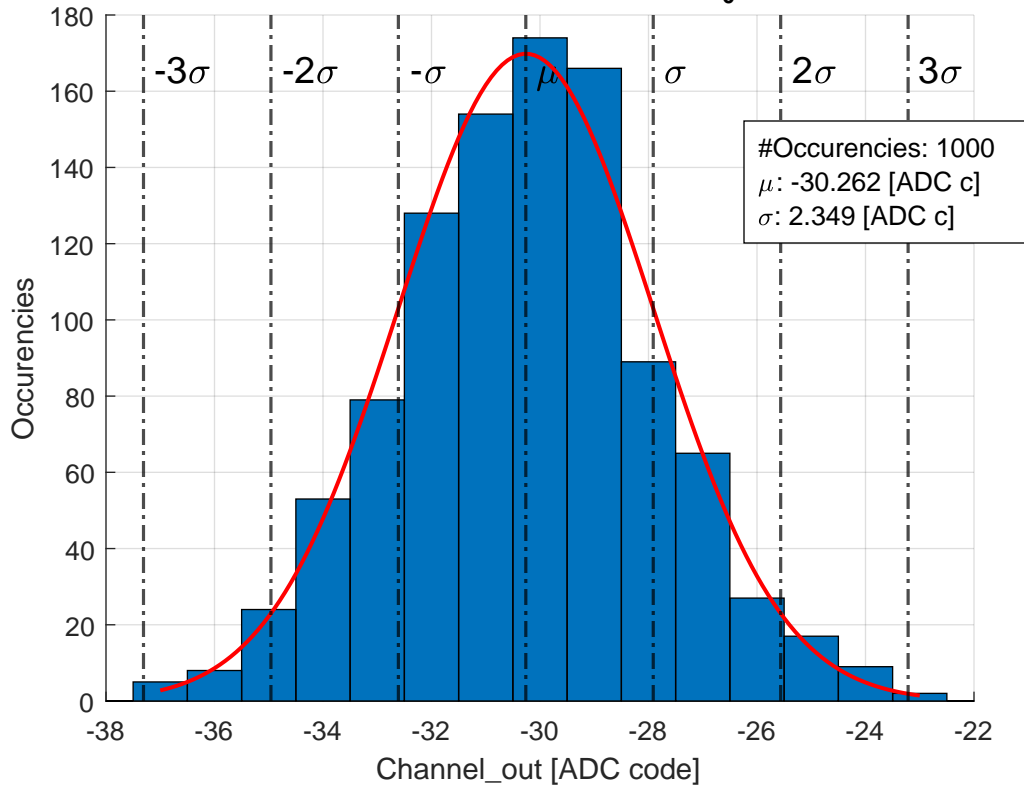 180
160
140
120
100
80
60
40
20
0
Occurencies
-3σ
-2σ
-σ
μ
σ
2σ
3σ
#Occurencies: 1000
μ: -30.262 [ADC c]
σ: 2.349 [ADC c]
-38
-36
-34
-32
-30
-28
-26
-24
-22
Channel_out [ADC code]